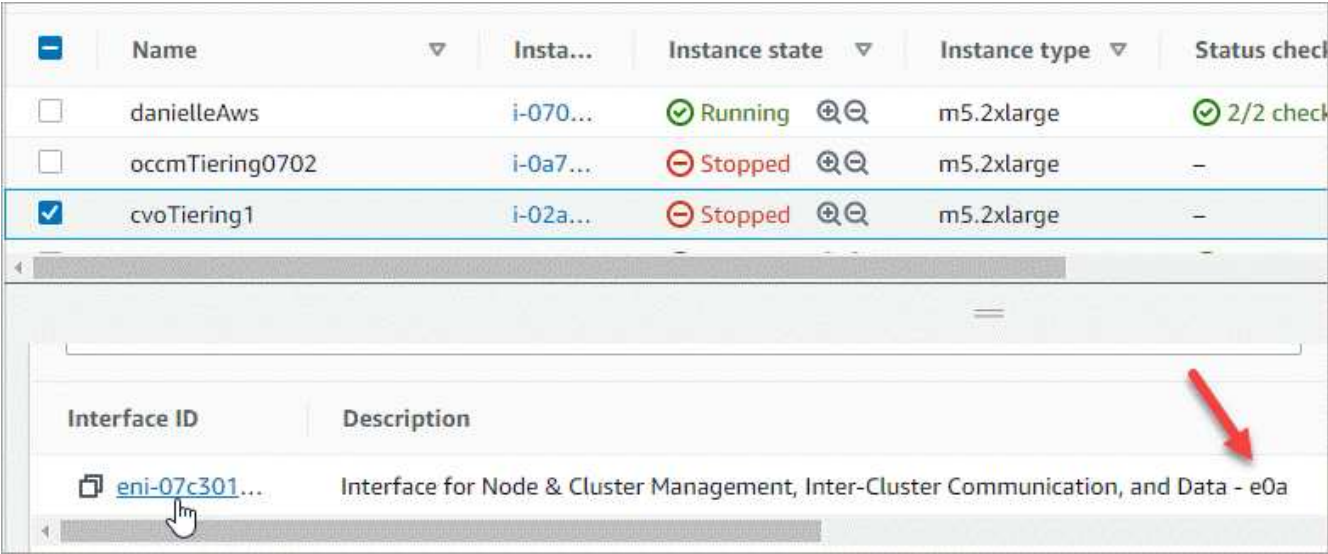 Name Insta... Instance state Instance type Status check
danielleAws i-070... Running m5.2xlarge 2/2 check
occmTiering0702 i-0a7... Stopped m5.2xlarge –
cvoTiering1 i-02a... Stopped m5.2xlarge –
Interface ID Description
eni-07c301... Interface for Node & Cluster Management, Inter-Cluster Communication, and Data - e0a